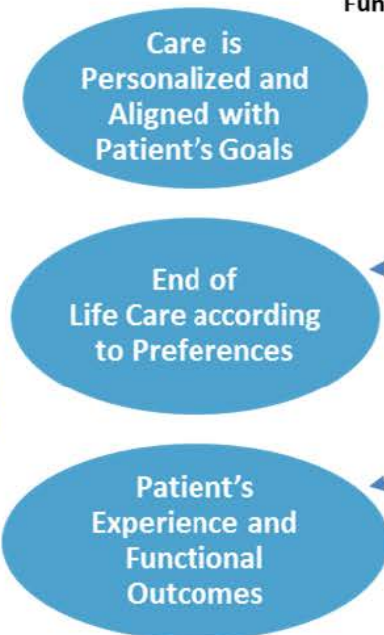 Fun
Care is
Personalized and
Aligned with
Patient's Goals
End of
Life Care according
to Preferences
Patient's
Experience and
Functional
Outcomes